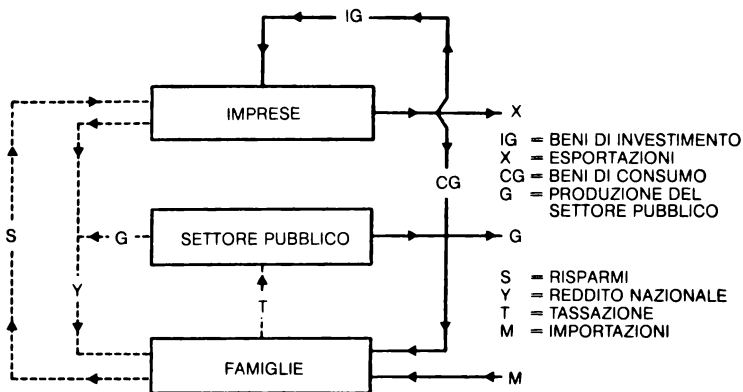 IG
IMPRESE
X
IG = BENI DI INVESTIMENTO
X = ESPORTAZIONI
CG = BENI DI CONSUMO
G = PRODUZIONE DEL
SETTORE PUBBLICO
CG
S
G
SETTORE PUBBLICO
G
Y
T
S = RISPARMI
Y = REDDITO NAZIONALE
T = TASSAZIONE
M = IMPORTAZIONI
FAMIGLIE
M